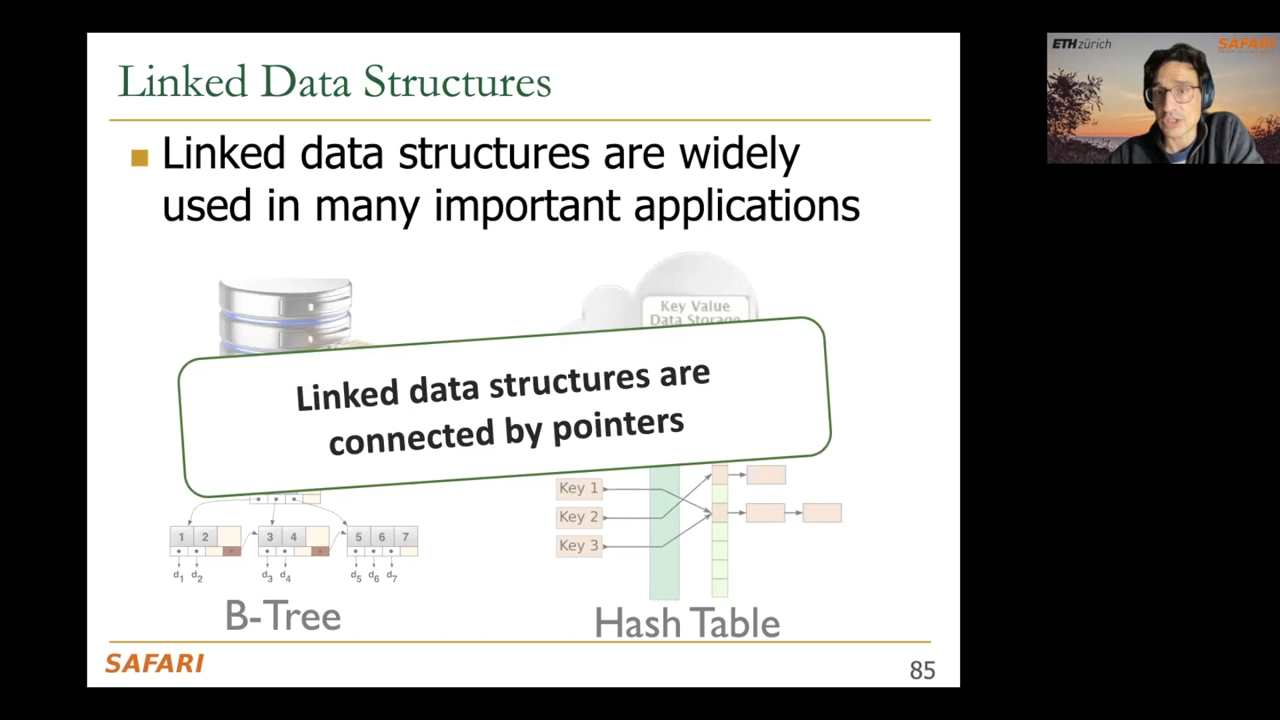 Linked Data Structures
Linked data structures are widely
used in many important applications
Key Value
Data Storage
Linked data structures are
connected by pointers
1 2 3 4 5 6 7
d1 d2 d3 d4 d5 d6 d7
B-Tree
Key 1
Key 2
Key 3
Hash Table
SAFARI
85
ETH zürich
SAFARI